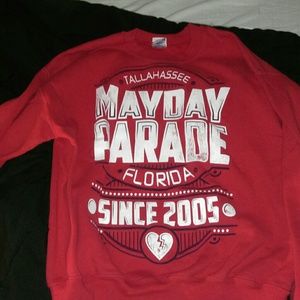 TALLAHASSEE
MAYDAY
PARADE
FLORIDA
SINCE 2005